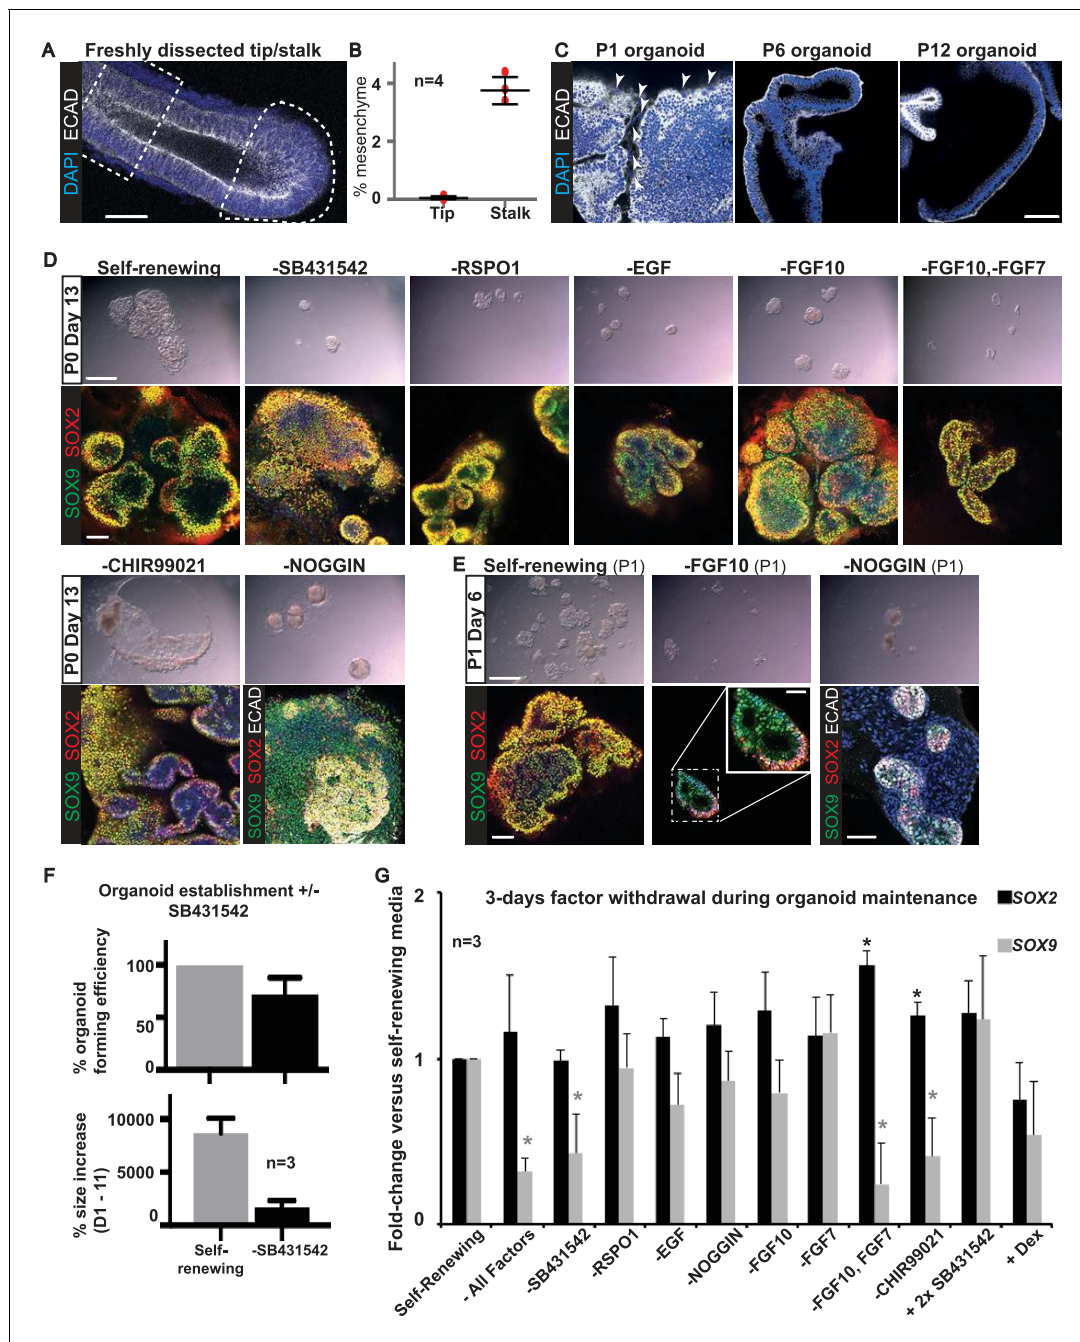 A Freshly dissected tip/stalk
DAPI ECAD
B
n=4
% mesenchyme
4
2
0
Tip
Stalk
C P1 organoid P6 organoid P12 organoid
DAPI ECAD
D
Self-renewing -SB431542 -RSPO1 -EGF -FGF10 -FGF10,-FGF7
P0 Day 13
SOX9 SOX2
-CHIR99021 -NOGGIN
P0 Day 13
SOX9 SOX2
SOX9 SOX2 ECAD
E Self-renewing (P1) -FGF10 (P1) -NOGGIN (P1)
P1 Day 6
SOX9 SOX2
SOX9 SOX2 ECAD
F
Organoid establishment +/-
SB431542
% organoid
forming efficiency
100
50
0
% size increase
(D1 - 11)
10000
5000
0
n=3
Self-
renewing
-SB431542
G
3-days factor withdrawal during organoid maintenance
SOX2
SOX9
n=3
Fold-change versus self-renewing media
2
1
0
*
*
*
*
*
*
Self-Renewing
- All Factors
-SB431542
-RSPO1
-EGF
-NOGGIN
-FGF10
-FGF7
-FGF10, FGF7
-CHIR99021
+ 2x SB431542
+ Dex